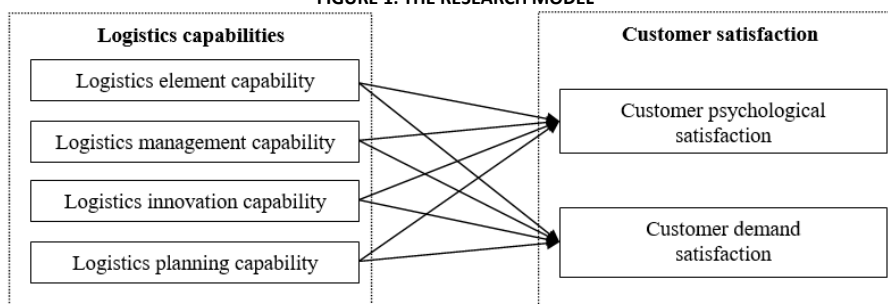 FIGURE 1. THE RESEARCH MODEL
Logistics capabilities
Logistics element capability
Logistics management capability
Logistics innovation capability
Logistics planning capability
Customer satisfaction
Customer psychological
satisfaction
Customer demand
satisfaction